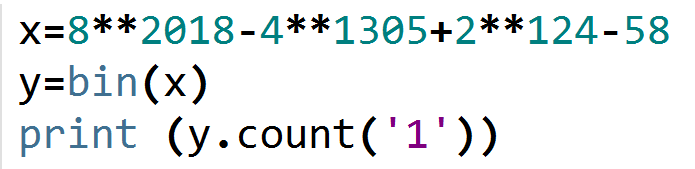 x=8**2018-4**1305+2**124-58
y=bin(x)
print (y.count('1'))